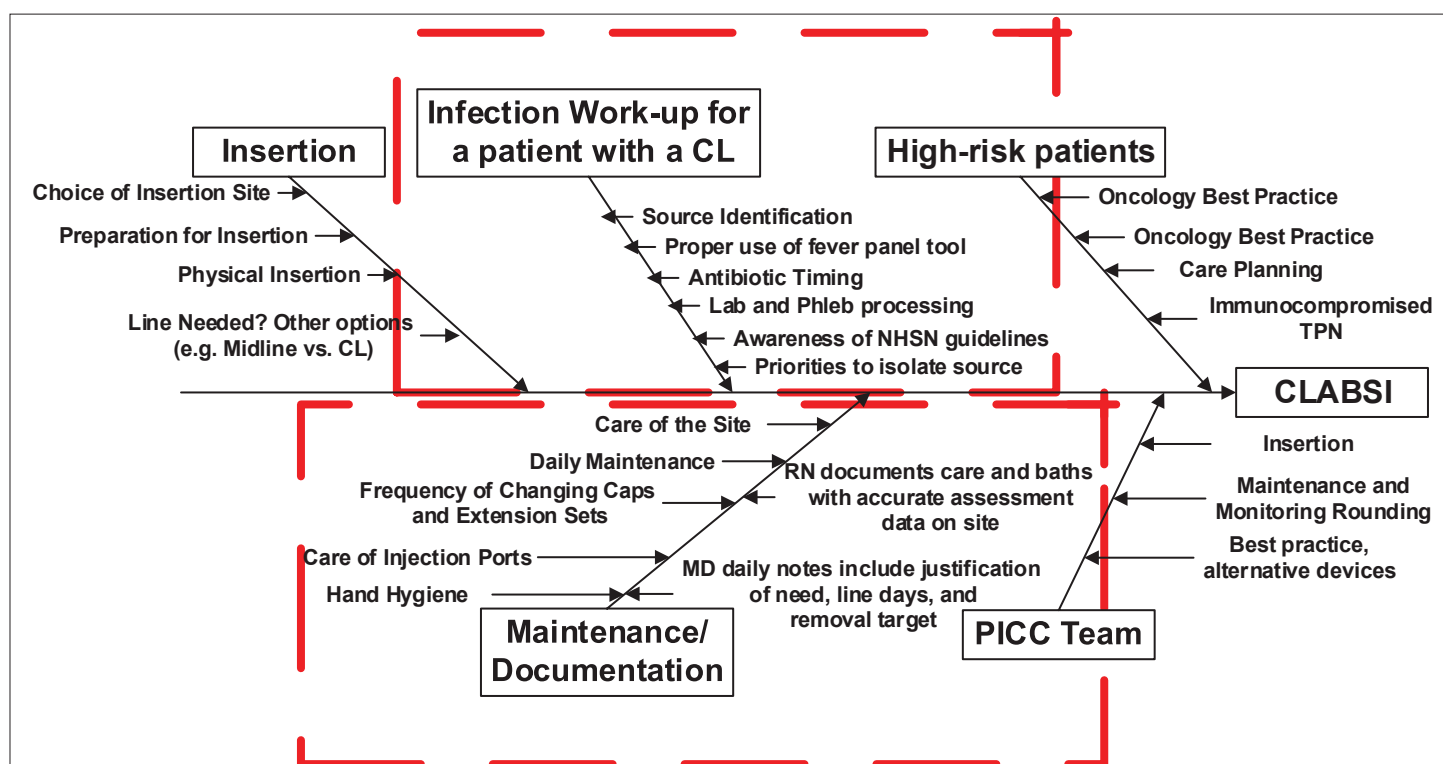 Insertion
Choice of Insertion Site
Preparation for Insertion
Physical Insertion
Line Needed? Other options
(e.g. Midline vs. CL)
Infection Work-up for
a patient with a CL
Source Identification
Proper use of fever panel tool
Antibiotic Timing
Lab and Phleb processing
Awareness of NHSN guidelines
Priorities to isolate source
High-risk patients
Oncology Best Practice
Oncology Best Practice
Care Planning
Immunocompromised
TPN
CLABSI
Care of the Site
Daily Maintenance
Frequency of Changing Caps
and Extension Sets
Care of Injection Ports
Hand Hygiene
RN documents care and baths
with accurate assessment
data on site
MD daily notes include justification
of need, line days, and
removal target
Maintenance/
Documentation
Insertion
Maintenance and
Monitoring Rounding
Best practice,
alternative devices
PICC Team